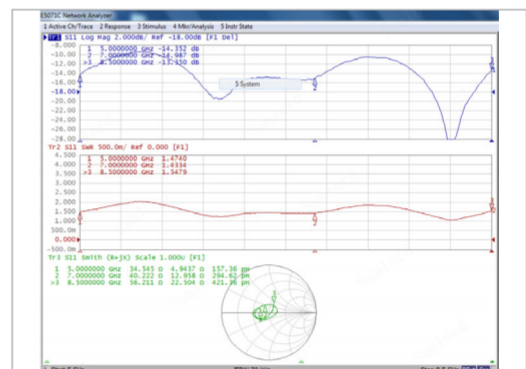 E5071C Network Analyzer
1 Active Ch/Trace 2 Response 3 Stimulus 4 Mkr/Analysis 5 Instr State
Tr1 S11 Log Mag 2.000dB/ Ref -18.00dB [F1 Del]
-8.000
-10.00
-12.00
-14.00
-16.00
-18.00
-20.00
-22.00
-24.00
-26.00
-28.00
1 5.0000000 GHz -14.352 dB
2 7.0000000 GHz -14.987 dB
>3 8.5000000 GHz -13.350 dB
5 System
Tr2 S11 SWR 500.0m/ Ref 0.000 [F1]
4.500
4.000
3.500
3.000
2.500
2.000
1.500
1.000
500.0m
0.000
-500.0m
1 5.0000000 GHz 1.4740
2 7.0000000 GHz 1.4334
>3 8.5000000 GHz 1.5479
Tr3 S11 Smith (R+jX) Scale 1.000U [F1]
1 5.0000000 GHz 34.545 Ω 4.9437 Ω 157.36 pH
2 7.0000000 GHz 40.222 Ω 12.958 Ω 294.62 pH
>3 8.5000000 GHz 56.211 Ω 22.504 Ω 421.36 pH